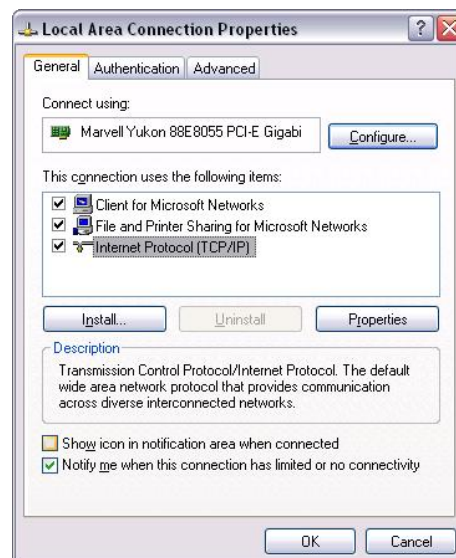 Local Area Connection Properties
General Authentication Advanced
Connect using:
Marvell Yukon 88E8055 PCI-E Gigabi Configure...
This connection uses the following items:
Client for Microsoft Networks
File and Printer Sharing for Microsoft Networks
Internet Protocol (TCP/IP)
Install... Uninstall Properties
Description
Transmission Control Protocol/Internet Protocol. The default
wide area network protocol that provides communication
across diverse interconnected networks.
Show icon in notification area when connected
Notify me when this connection has limited or no connectivity
OK Cancel